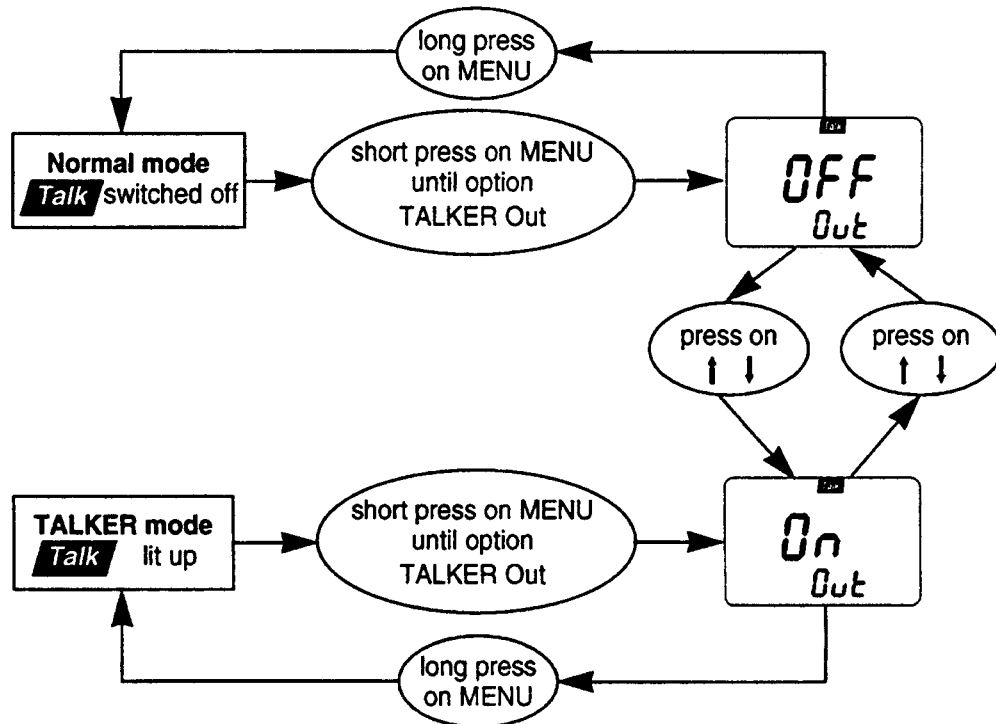 long press
on MENU
Normal mode
Talk switched off
short press on MENU
until option
TALKER Out
OFF
Out
press on
↑ ↓
press on
↑ ↓
TALKER mode
Talk lit up
short press on MENU
until option
TALKER Out
On
Out
long press
on MENU